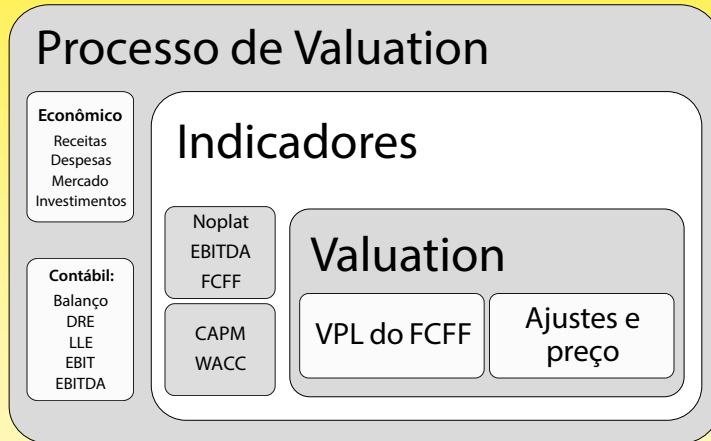 Processo de Valuation
Econômico
Receitas
Despesas
Mercado
Investimentos
Contábil:
Balanço
DRE
LLE
EBIT
EBITDA
Indicadores
Noplat
EBITDA
FCFF
CAPM
WACC
Valuation
VPL do FCFF
Ajustes e
preço